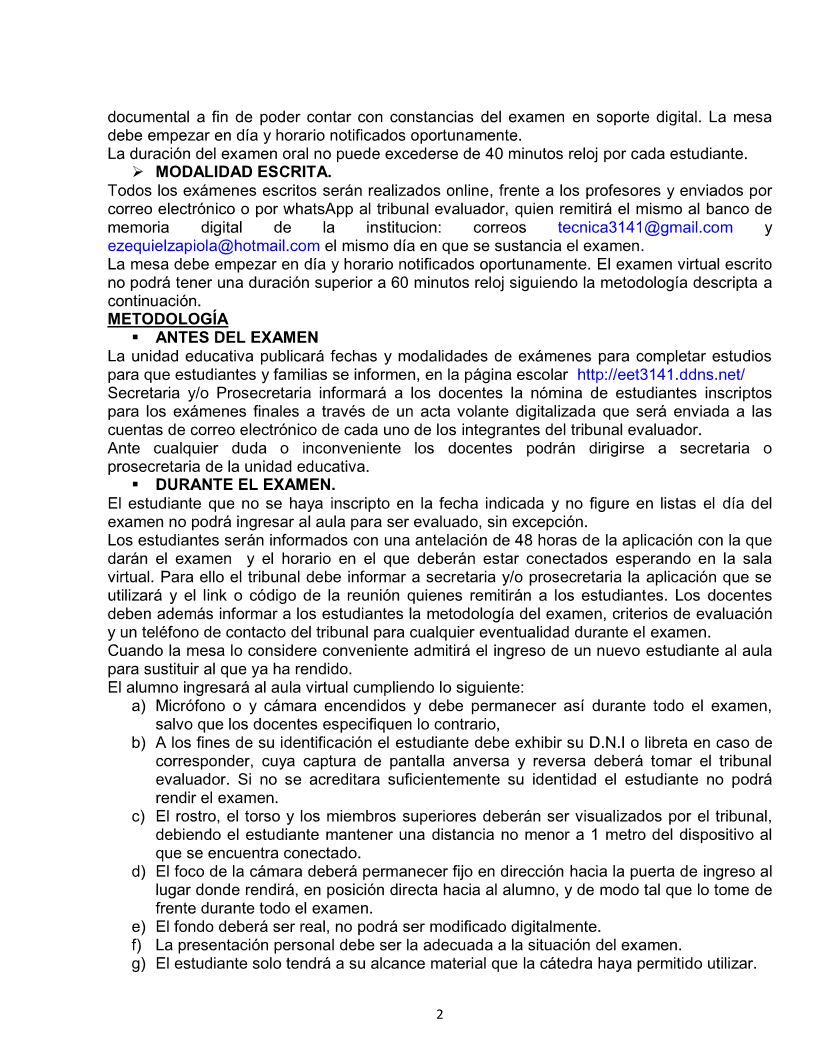 documental a fin de poder contar con constancias del examen en soporte digital. La mesa
debe empezar en día y horario notificados oportunamente.
La duración del examen oral no puede excederse de 40 minutos reloj por cada estudiante.
➢ MODALIDAD ESCRITA.
Todos los exámenes escritos serán realizados online, frente a los profesores y enviados por
correo electrónico o por whatsApp al tribunal evaluador, quien remitirá el mismo al banco de
memoria digital de la institucion: correos tecnica3141@gmail.com y
ezequielzapiola@hotmail.com el mismo día en que se sustancia el examen.
La mesa debe empezar en día y horario notificados oportunamente. El examen virtual escrito
no podrá tener una duración superior a 60 minutos reloj siguiendo la metodología descripta a
continuación.
METODOLOGÍA
▪ ANTES DEL EXAMEN
La unidad educativa publicará fechas y modalidades de exámenes para completar estudios
para que estudiantes y familias se informen, en la página escolar http://eet3141.ddns.net/
Secretaria y/o Prosecretaria informará a los docentes la nómina de estudiantes inscriptos
para los exámenes finales a través de un acta volante digitalizada que será enviada a las
cuentas de correo electrónico de cada uno de los integrantes del tribunal evaluador.
Ante cualquier duda o inconveniente los docentes podrán dirigirse a secretaria o
prosecretaria de la unidad educativa.
▪ DURANTE EL EXAMEN.
El estudiante que no se haya inscripto en la fecha indicada y no figure en listas el día del
examen no podrá ingresar al aula para ser evaluado, sin excepción.
Los estudiantes serán informados con una antelación de 48 horas de la aplicación con la que
darán el examen y el horario en el que deberán estar conectados esperando en la sala
virtual. Para ello el tribunal debe informar a secretaria y/o prosecretaria la aplicación que se
utilizará y el link o código de la reunión quienes remitirán a los estudiantes. Los docentes
deben además informar a los estudiantes la metodología del examen, criterios de evaluación
y un teléfono de contacto del tribunal para cualquier eventualidad durante el examen.
Cuando la mesa lo considere conveniente admitirá el ingreso de un nuevo estudiante al aula
para sustituir al que ya ha rendido.
El alumno ingresará al aula virtual cumpliendo lo siguiente:
a) Micrófono o y cámara encendidos y debe permanecer así durante todo el examen,
salvo que los docentes especifiquen lo contrario,
b) A los fines de su identificación el estudiante debe exhibir su D.N.I o libreta en caso de
corresponder, cuya captura de pantalla anversa y reversa deberá tomar el tribunal
evaluador. Si no se acreditara suficientemente su identidad el estudiante no podrá
rendir el examen.
c) El rostro, el torso y los miembros superiores deberán ser visualizados por el tribunal,
debiendo el estudiante mantener una distancia no menor a 1 metro del dispositivo al
que se encuentra conectado.
d) El foco de la cámara deberá permanecer fijo en dirección hacia la puerta de ingreso al
lugar donde rendirá, en posición directa hacia al alumno, y de modo tal que lo tome de
frente durante todo el examen.
e) El fondo deberá ser real, no podrá ser modificado digitalmente.
f) La presentación personal debe ser la adecuada a la situación del examen.
g) El estudiante solo tendrá a su alcance material que la cátedra haya permitido utilizar.
2